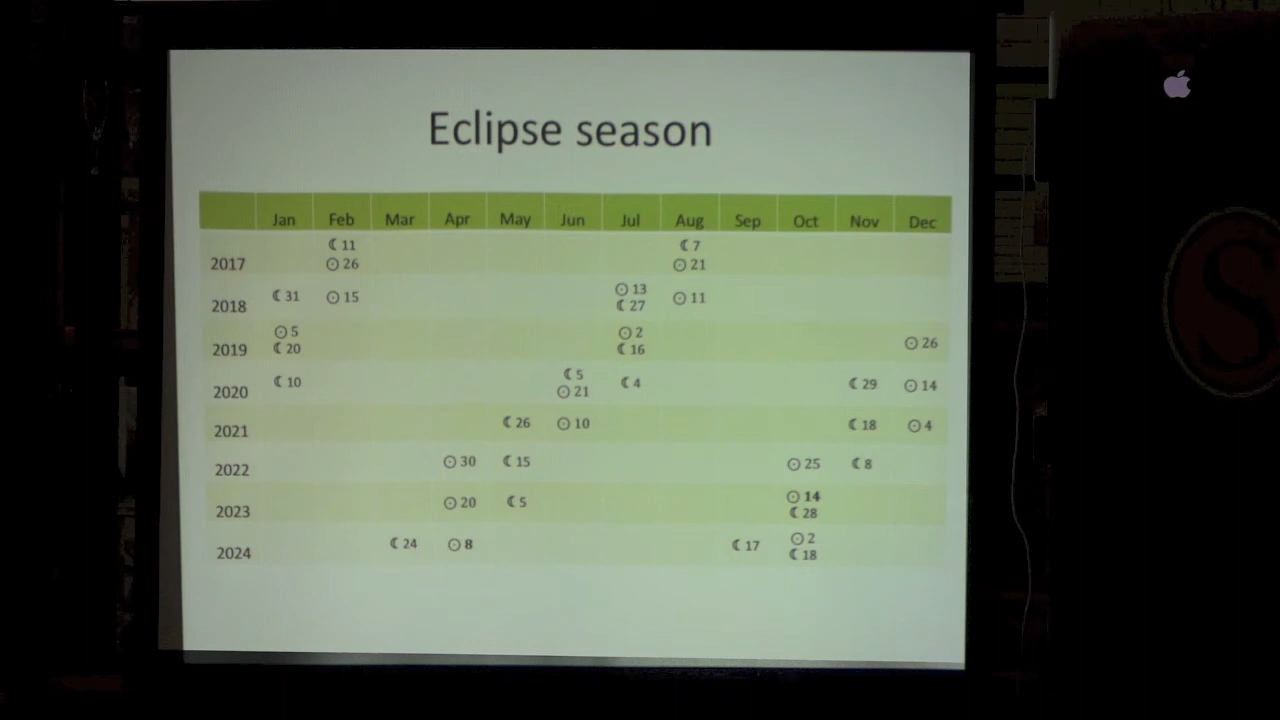 Eclipse season
Jan Feb Mar Apr May Jun Jul Aug Sep Oct Nov Dec
2017 ☾11 ☉26 ☾7 ☉21
2018 ☾31 ☉15 ☉13 ☾27 ☉11
2019 ☉5 ☾20 ☉2 ☾16 ☉26
2020 ☾10 ☾5 ☉21 ☾4 ☾29 ☉14
2021 ☾26 ☉10 ☾18 ☉4
2022 ☉30 ☾15 ☉25 ☾8
2023 ☉20 ☾5 ☉14 ☾28
2024 ☾24 ☉8 ☾17 ☉2 ☾18
S